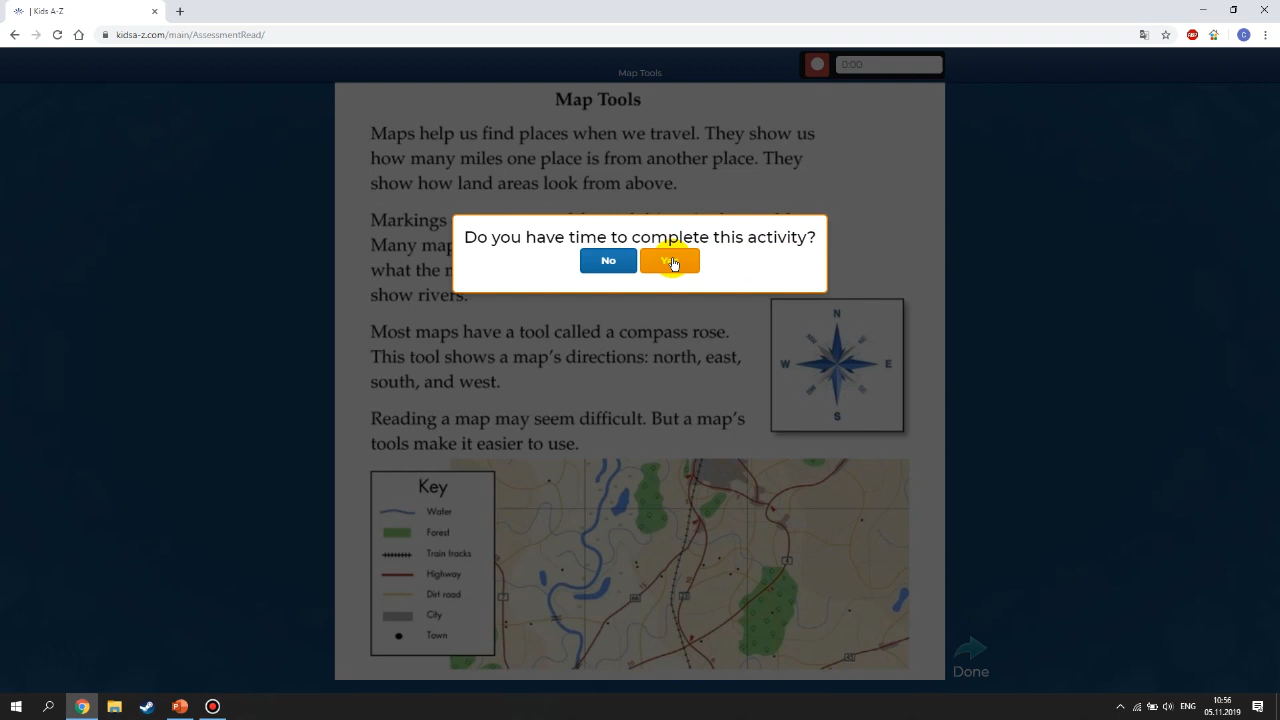 Kids A-Z
kidsa-z.com/main/AssessmentRead/
C
Map Tools
0:00
Map Tools
Maps help us find places when we travel. They show us
how many miles one place is from another place. They
show how land areas look from above.
Markings
Many map
what the
show rivers.
Do you have time to complete this activity?
No
Most maps have a tool called a compass rose.
This tool shows a map's directions: north, east,
south, and west.
N
W E
S
Reading a map may seem difficult. But a map's
tools make it easier to use.
Key
Water
Forest
Train tracks
Highway
Dirt road
City
Town
Done
ENG
10:56
05.11.2019